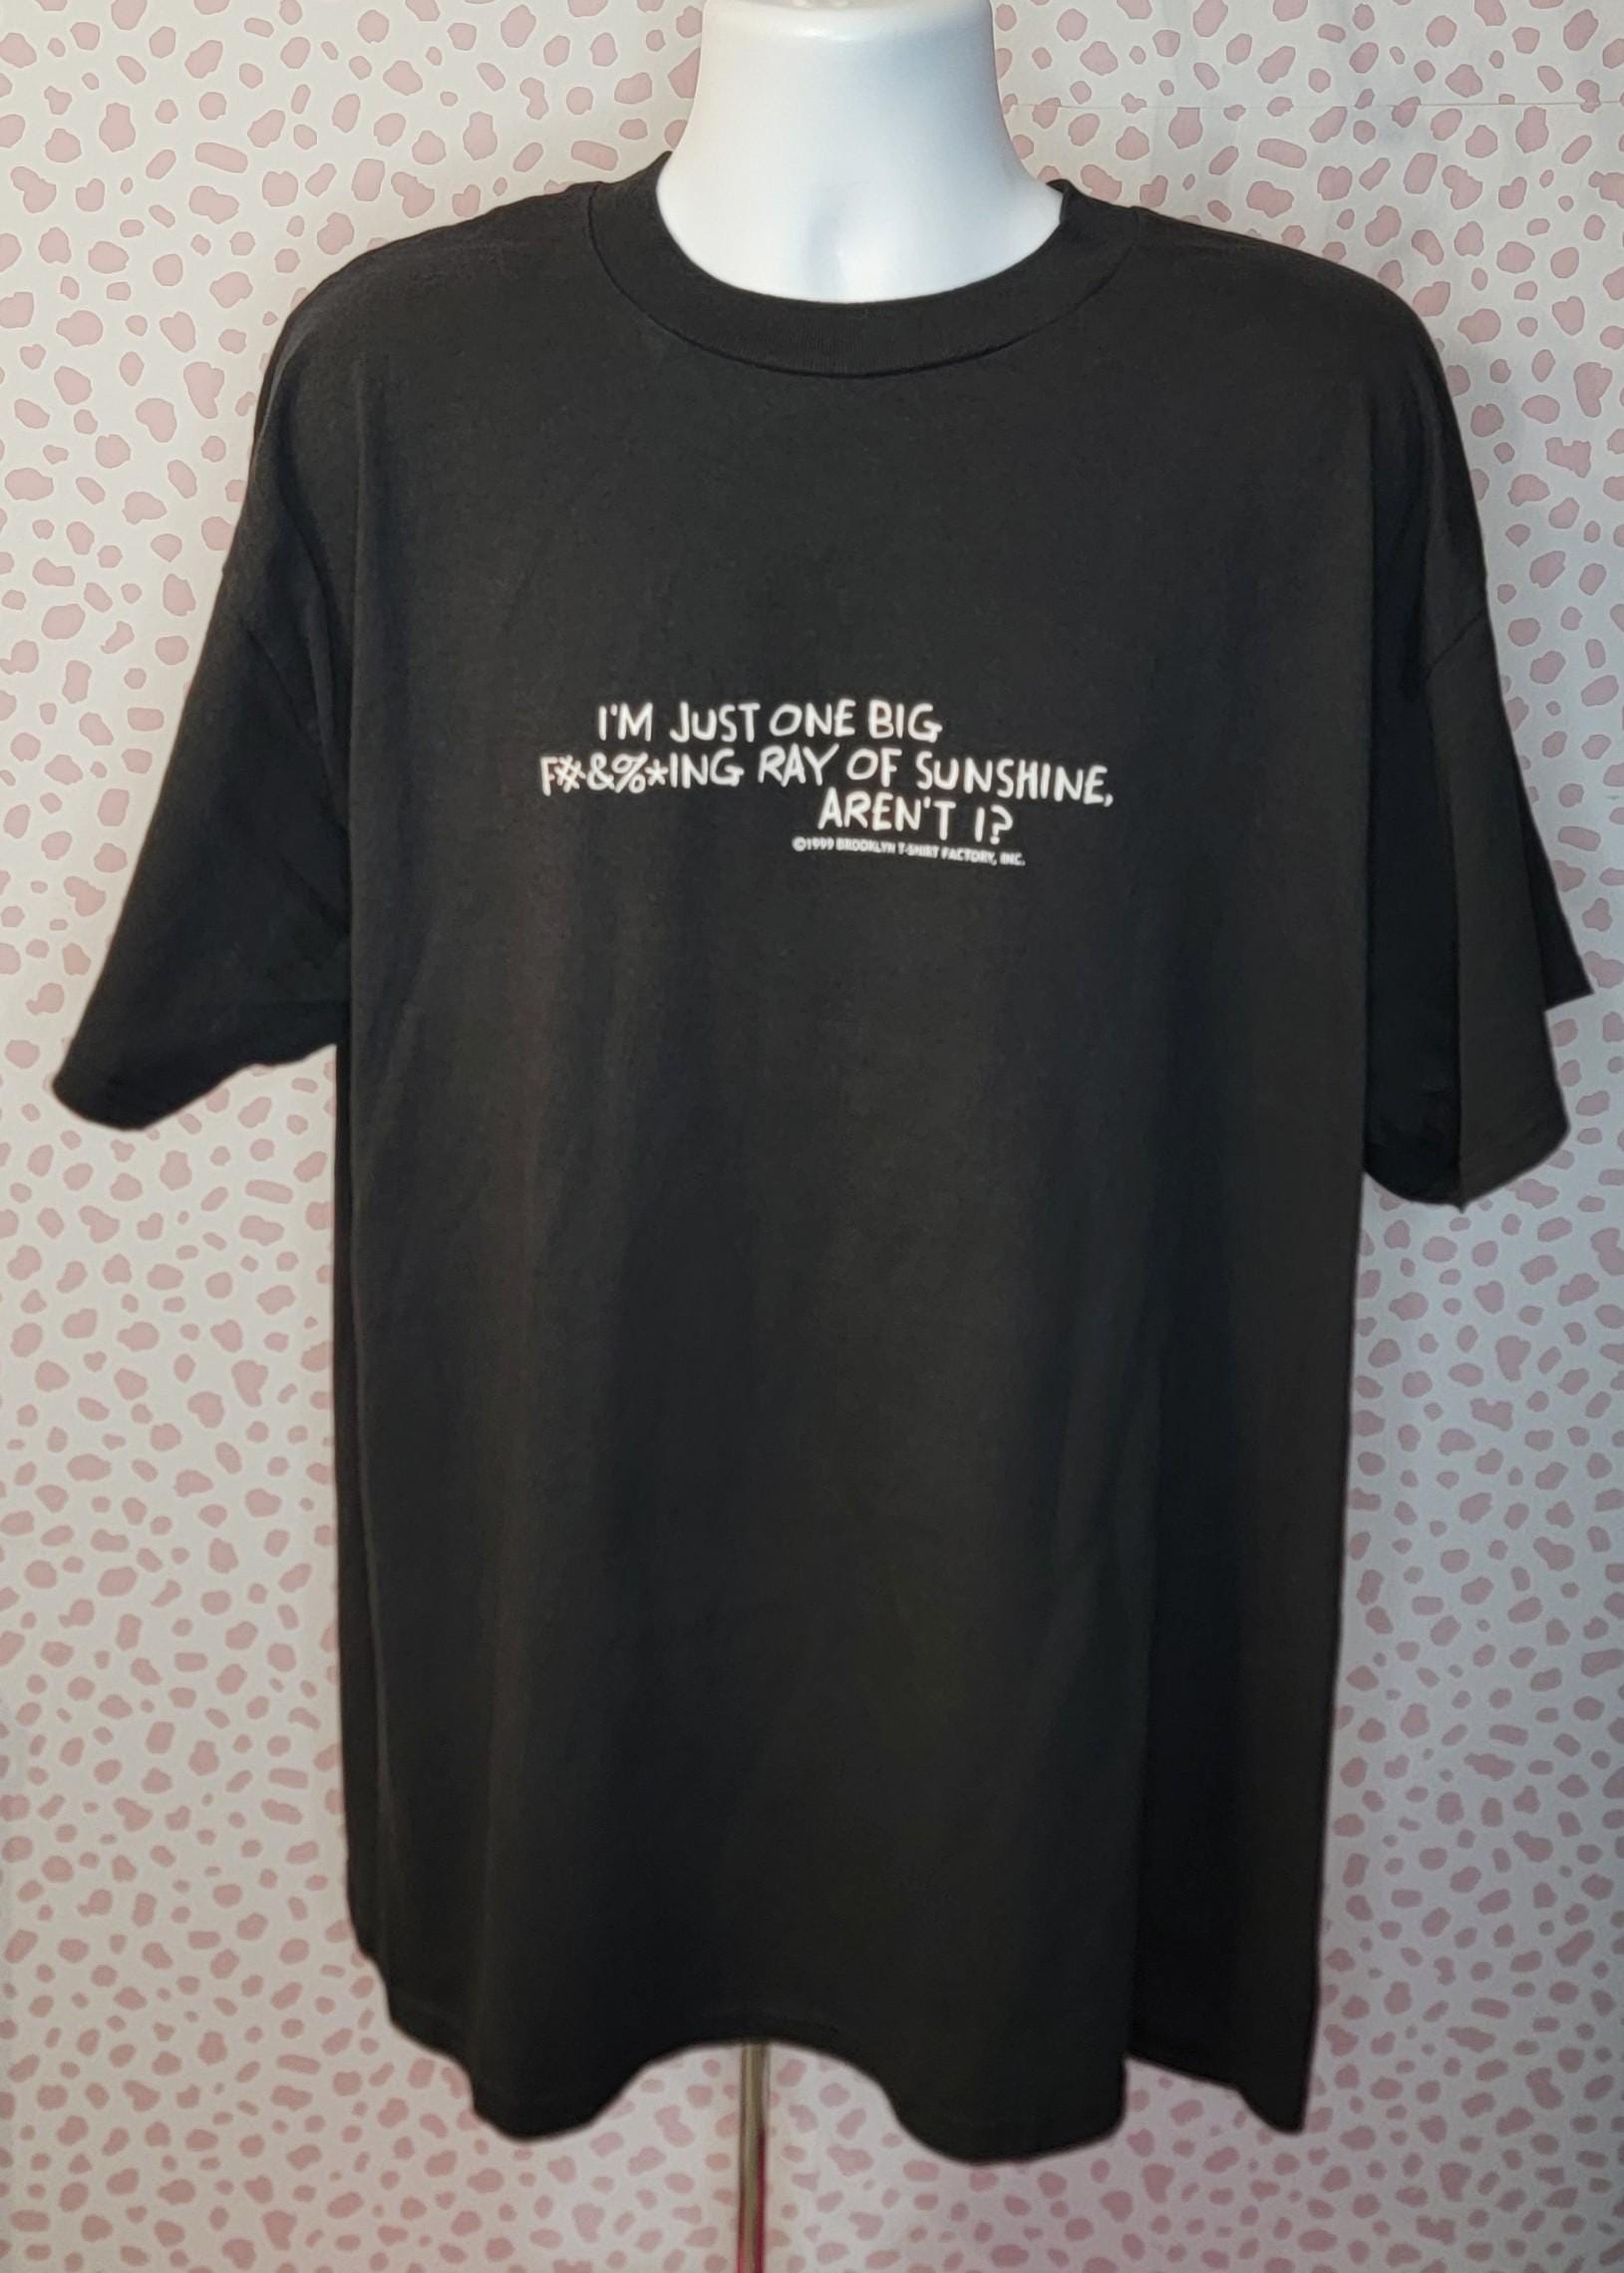 I'M JUST ONE BIG
F#&%*ING RAY OF SUNSHINE,
AREN'T I?
©1999 BROOKLYN T-SHIRT FACTORY, INC.